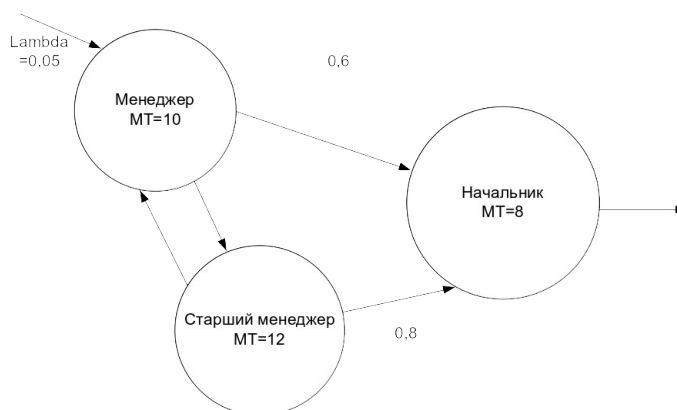 Lambda
=0,05
Менеджер
МТ=10
0,6
Начальник
МТ=8
Старший менеджер
МТ=12
0,8